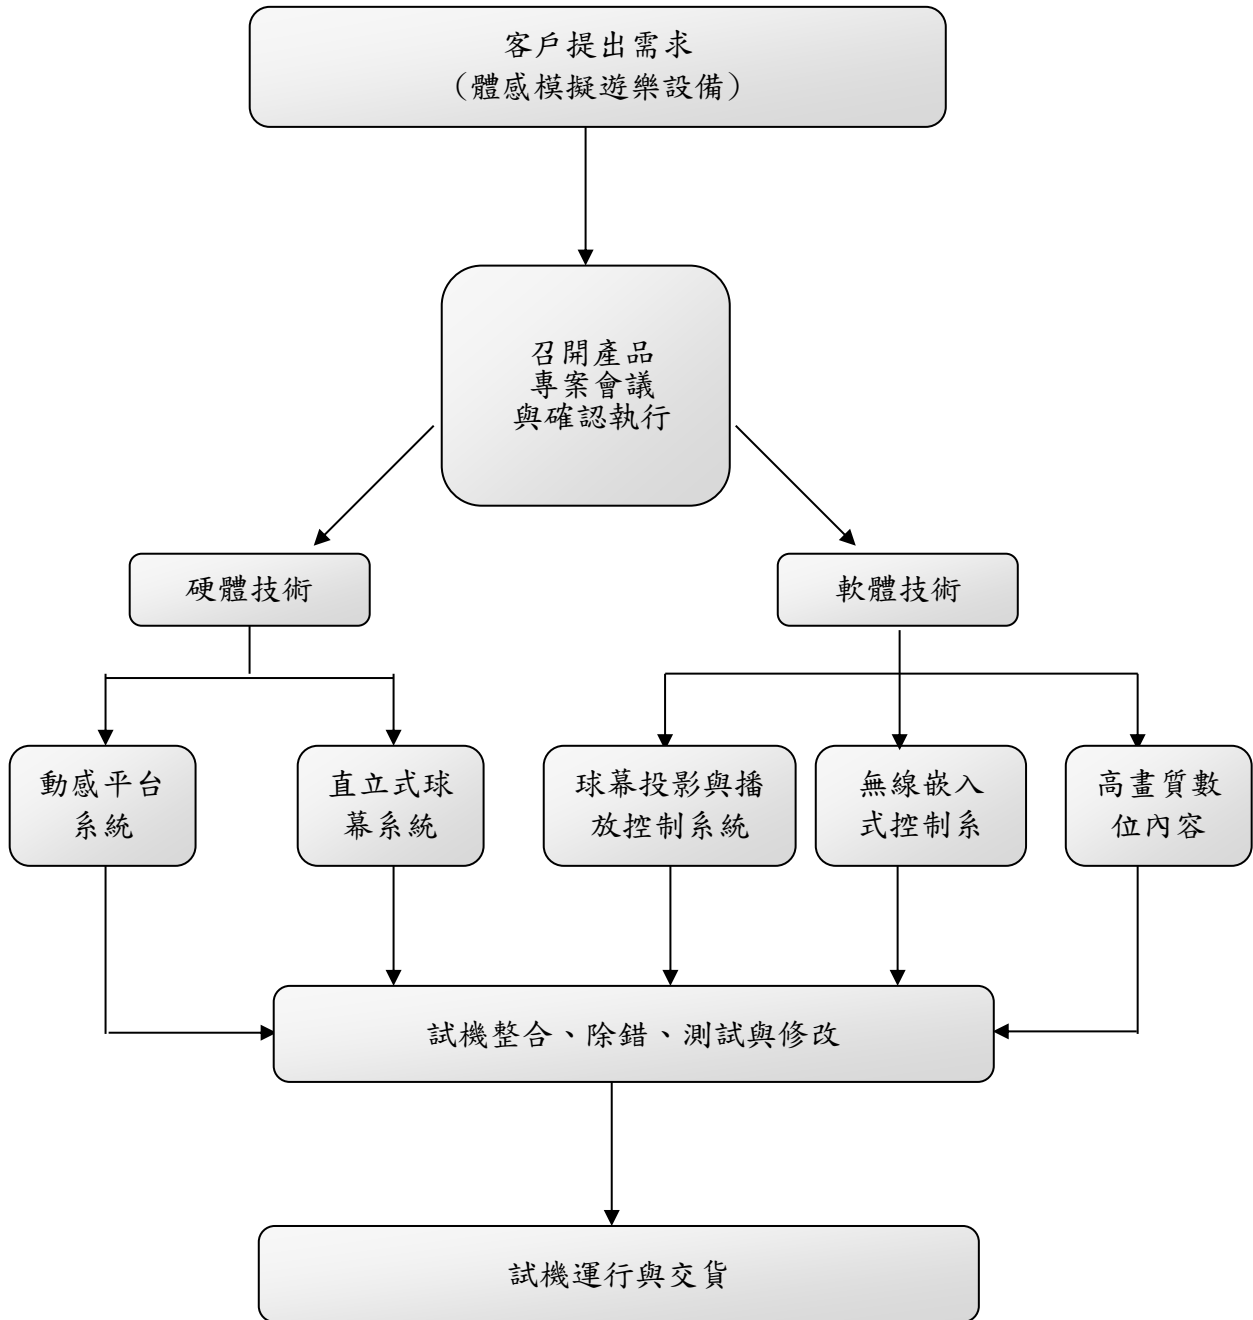 客戶提出需求
（體感模擬遊樂設備）
召開產品
專案會議
與確認執行
硬體技術
軟體技術
動感平台
系統
直立式球
幕系統
球幕投影與播
放控制系統
無線嵌入
式控制系
高畫質數
位內容
試機整合、除錯、測試與修改
試機運行與交貨